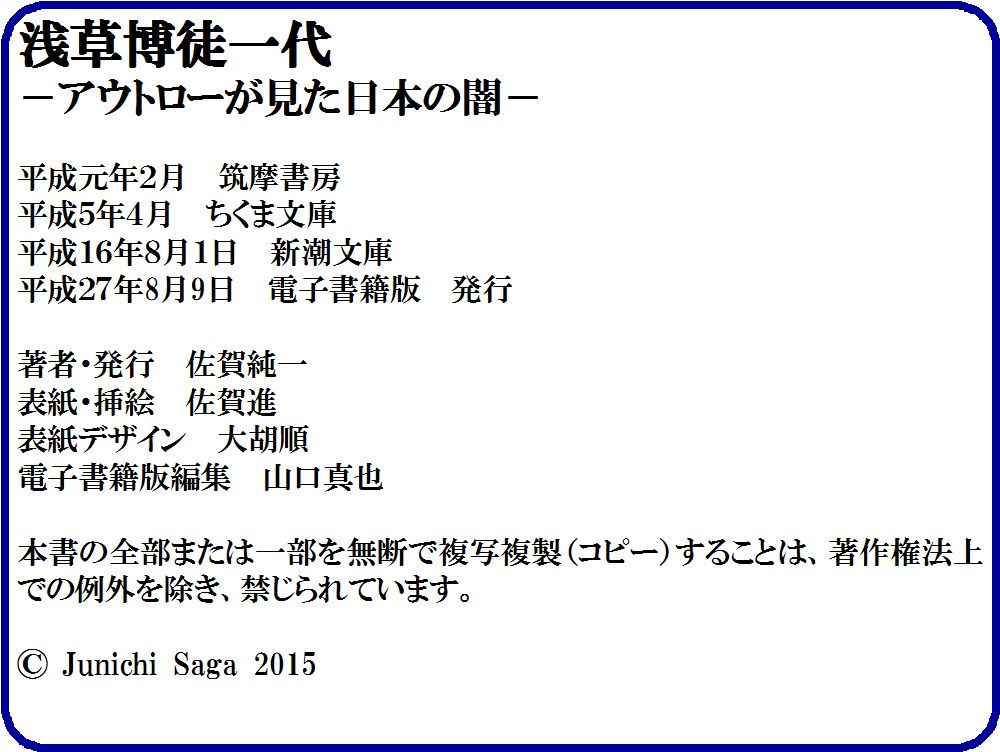 浅草博徒一代
－アウトローが見た日本の闇－
平成元年２月　筑摩書房
平成５年４月　ちくま文庫
平成１６年８月１日　新潮文庫
平成２７年８月９日　電子書籍版　発行
著者・発行　佐賀純一
表紙・挿絵　佐賀進
表紙デザイン　大胡順
電子書籍版編集　山口真也
本書の全部または一部を無断で複写複製（コピー）することは、著作権法上
での例外を除き、禁じられています。
© Junichi Saga 2015